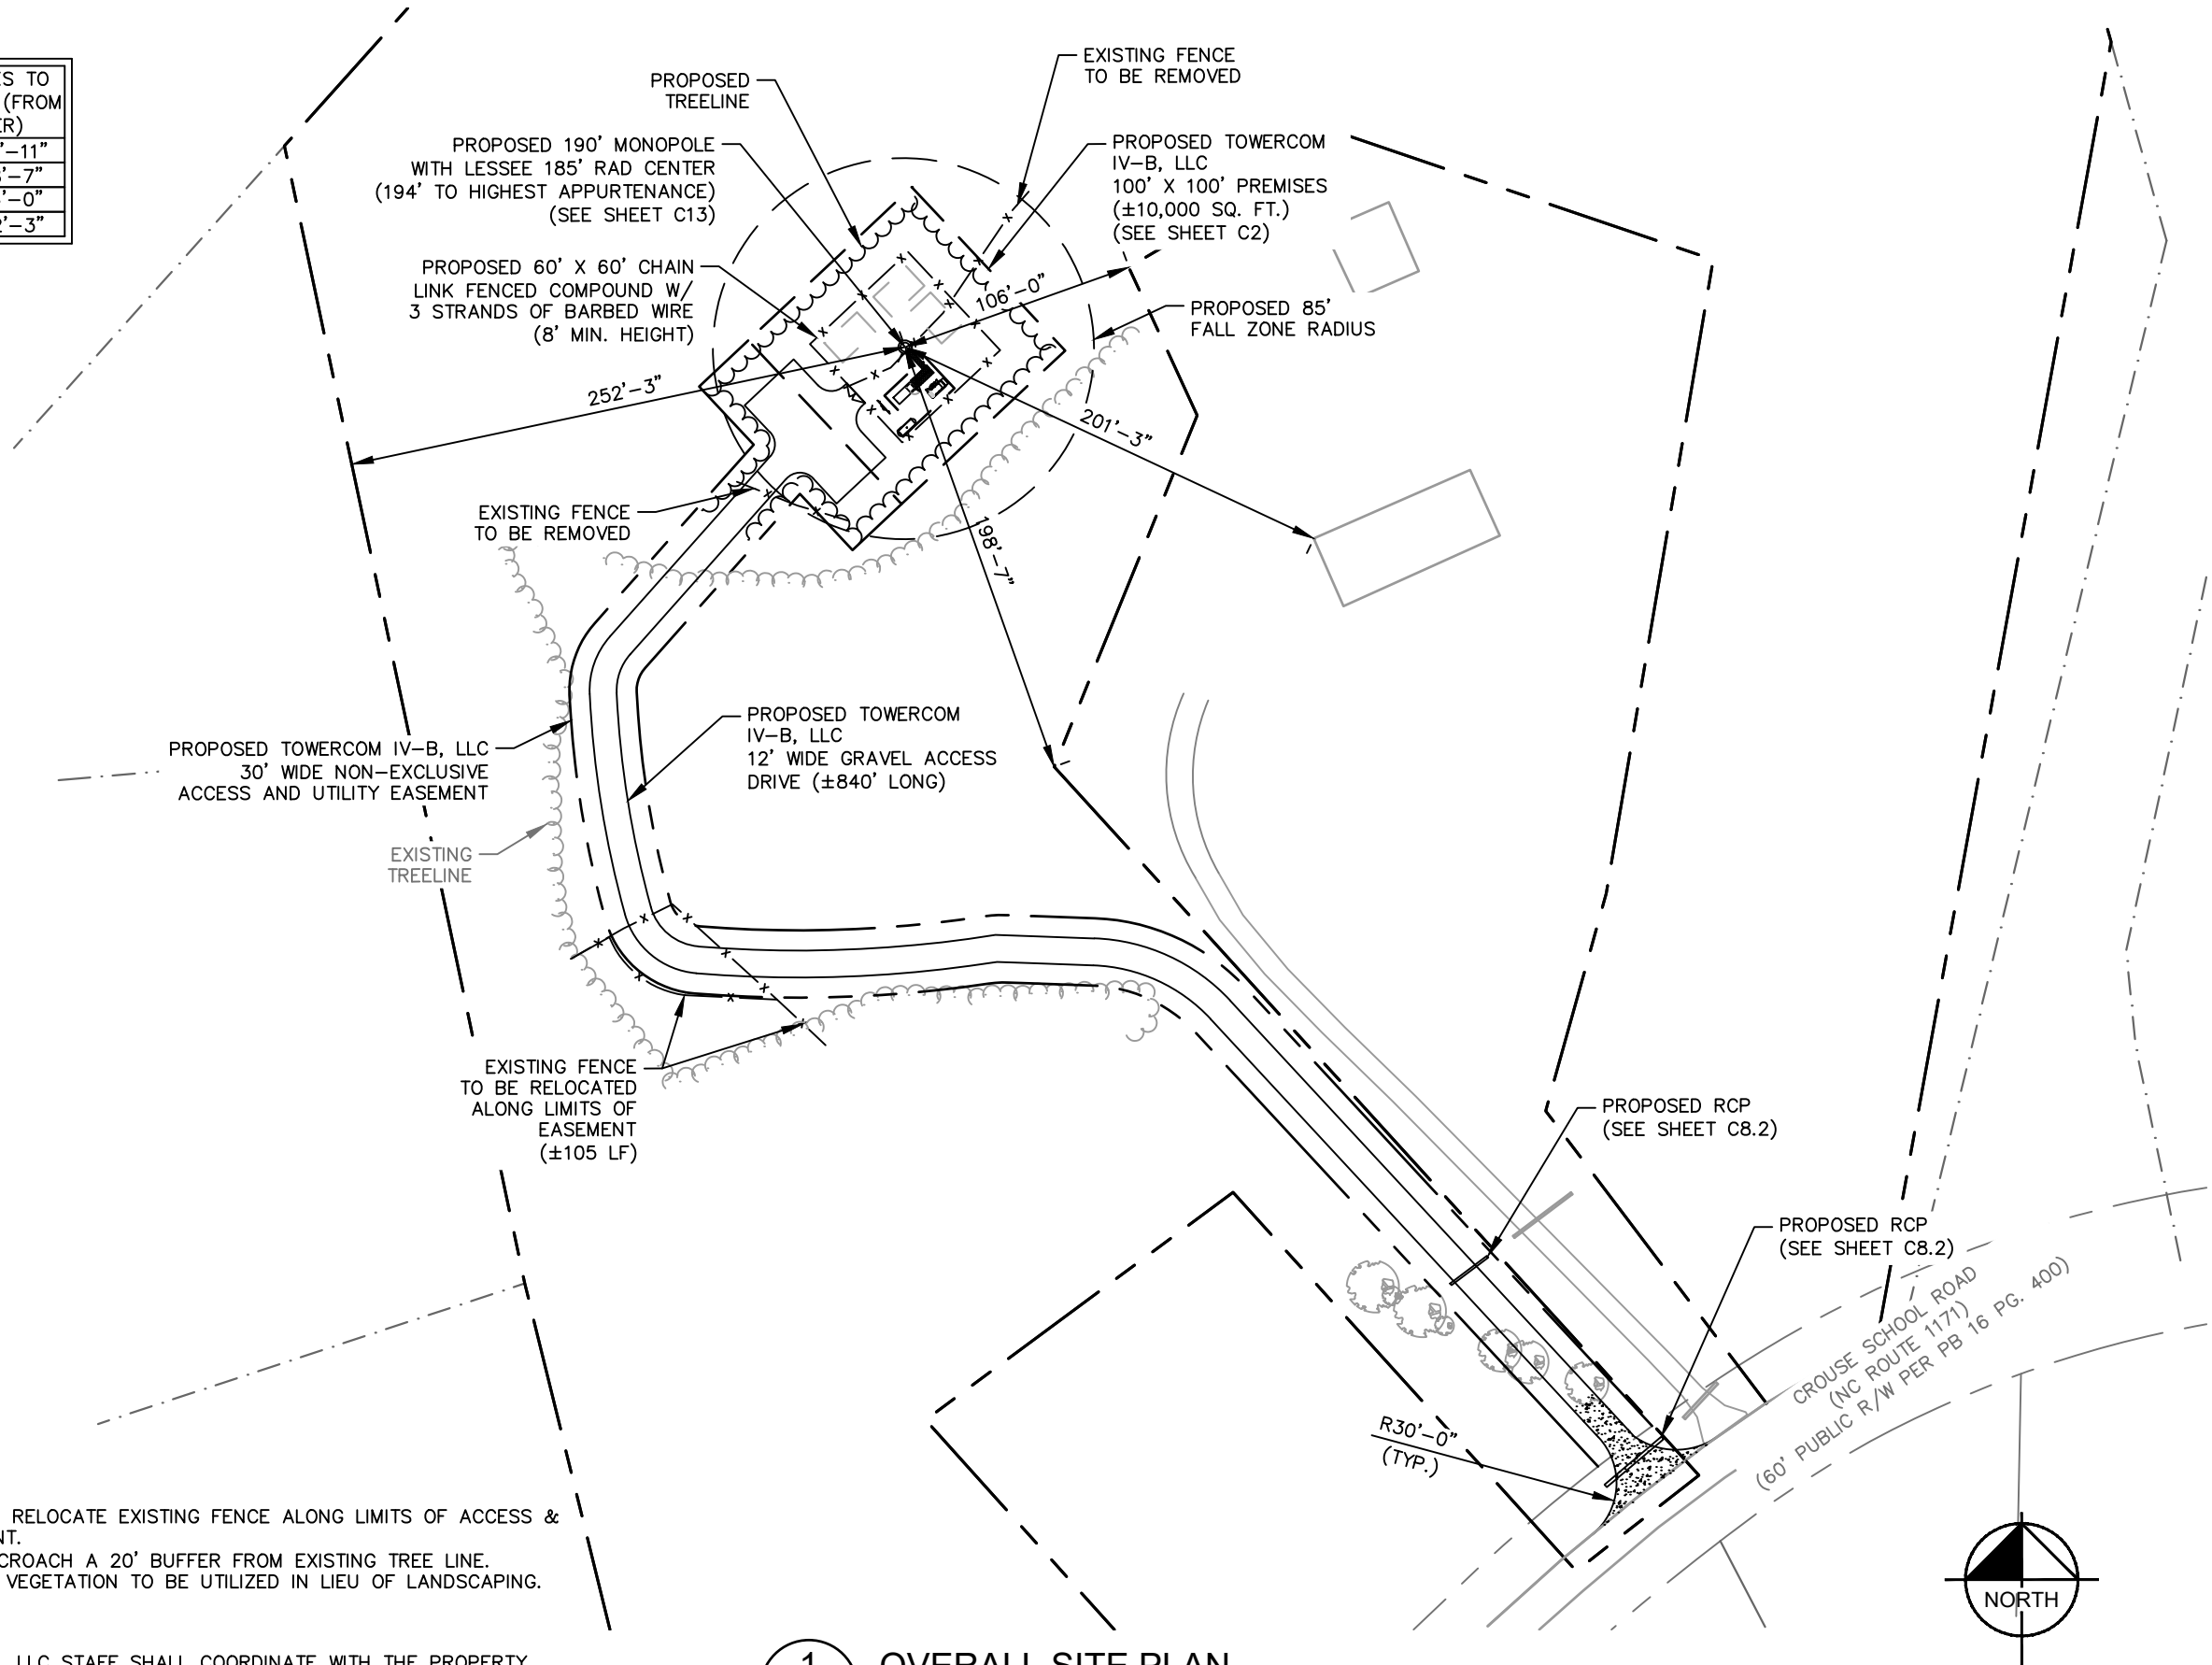 (FROM
EXISTING FENCE
TO BE REMOVED
PROPOSED
TREELINE
PROPOSED 190' MONOPOLE
WITH LESSEE 185' RAD CENTER
(194' TO HIGHEST APPURTENANCE)
(SEE SHEET C13)
PROPOSED TOWERCOM
IV-B, LLC
100' X 100' PREMISES
(±10,000 SQ. FT.)
(SEE SHEET C2)
PROPOSED 60' X 60' CHAIN
LINK FENCED COMPOUND W/
3 STRANDS OF BARBED WIRE
(8' MIN. HEIGHT)
106'-0"
PROPOSED 85'
FALL ZONE RADIUS
252'-3"
201'-3"
198'-7"
EXISTING FENCE
TO BE REMOVED
PROPOSED TOWERCOM
IV-B, LLC
12' WIDE GRAVEL ACCESS
DRIVE (±840' LONG)
PROPOSED TOWERCOM IV-B, LLC
30' WIDE NON-EXCLUSIVE
ACCESS AND UTILITY EASEMENT
EXISTING
TREELINE
EXISTING FENCE
TO BE RELOCATED
ALONG LIMITS OF
EASEMENT
(±105 LF)
PROPOSED RCP
(SEE SHEET C8.2)
PROPOSED RCP
(SEE SHEET C8.2)
CROUSE SCHOOL ROAD
(NC ROUTE 1171)
(60' PUBLIC R/W PER PB 16 PG. 400)
R30'-0"
(TYP.)
RELOCATE EXISTING FENCE ALONG LIMITS OF ACCESS &
A 20' BUFFER FROM EXISTING TREE LINE.
VEGETATION TO BE UTILIZED IN LIEU OF LANDSCAPING.
LLC STAFF SHALL COORDINATE WITH THE PROPERTY
1
OVERALL SITE PLAN
NORTH